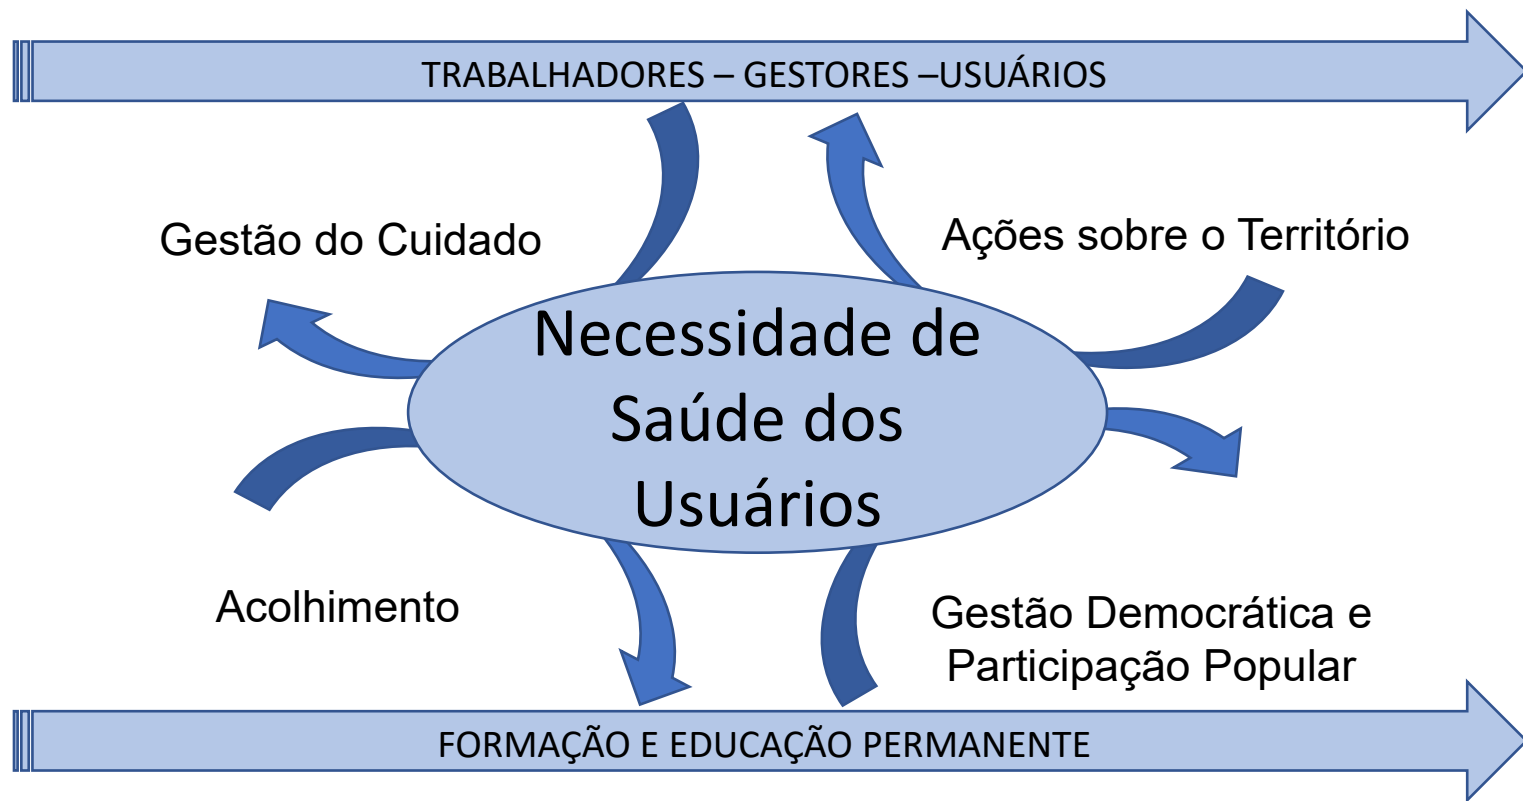 TRABALHADORES – GESTORES –USUÁRIOS
Gestão do Cuidado
Ações sobre o Território
Necessidade de
Saúde dos
Usuários
Acolhimento
Gestão Democrática e
Participação Popular
FORMAÇÃO E EDUCAÇÃO PERMANENTE